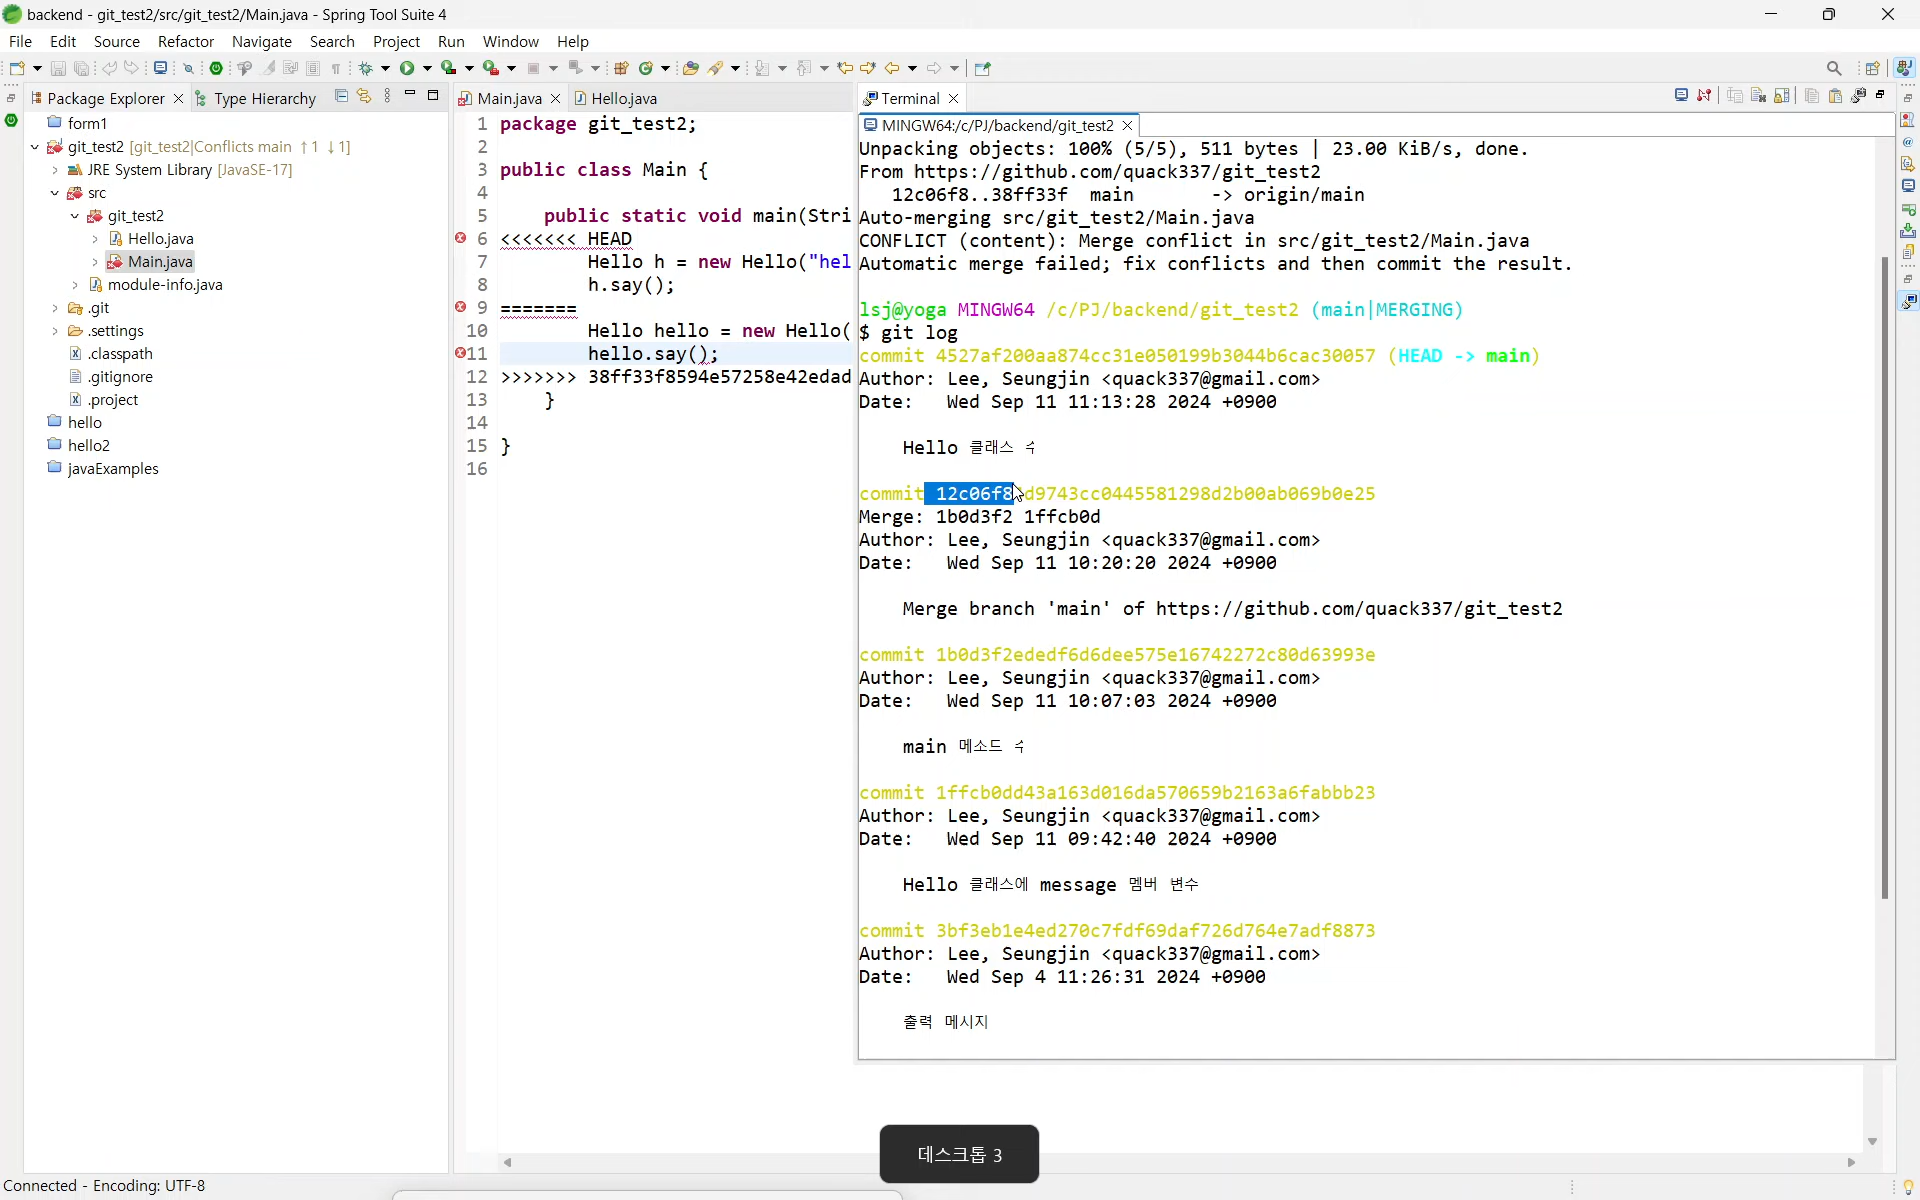 backend - git_test2/src/git_test2/Main.java - Spring Tool Suite 4
File Edit Source Refactor Navigate Search Project Run Window Help
Package Explorer
Type Hierarchy
form1
git_test2 [git_test2|Conflicts main ↑1 ↓1]
JRE System Library [JavaSE-17]
src
git_test2
Hello.java
Main.java
module-info.java
.git
.settings
.classpath
.gitignore
.project
hello
hello2
javaExamples
Main.java
Hello.java
1 package git_test2;
2
3 public class Main {
4
5 public static void main(Stri
6 <<<<<<< HEAD
7 Hello h = new Hello("hel
8 h.say();
9 =======
10 Hello hello = new Hello(
11 hello.say();
12 >>>>>>> 38ff33f8594e57258e42edad
13 }
14
15 }
16
Terminal
MINGW64:/c/PJ/backend/git_test2
Unpacking objects: 100% (5/5), 511 bytes | 23.00 KiB/s, done.
From https://github.com/quack337/git_test2
12c06f8..38ff33f main -> origin/main
Auto-merging src/git_test2/Main.java
CONFLICT (content): Merge conflict in src/git_test2/Main.java
Automatic merge failed; fix conflicts and then commit the result.
lsj@yoga MINGW64 /c/PJ/backend/git_test2 (main|MERGING)
$ git log
commit 4527af200aa874cc31e050199b3044b6cac30057 (HEAD -> main)
Author: Lee, Seungjin <quack337@gmail.com>
Date: Wed Sep 11 11:13:28 2024 +0900
Hello 클래스 수
commit 12c06f8 d9743cc0445581298d2b00ab069b0e25
Merge: 1b0d3f2 1ffcb0d
Author: Lee, Seungjin <quack337@gmail.com>
Date: Wed Sep 11 10:20:20 2024 +0900
Merge branch 'main' of https://github.com/quack337/git_test2
commit 1b0d3f2ededf6d6dee575e16742272c80d63993e
Author: Lee, Seungjin <quack337@gmail.com>
Date: Wed Sep 11 10:07:03 2024 +0900
main 메소드 수
commit 1ffcb0dd43a163d016da570659b2163a6fabbb23
Author: Lee, Seungjin <quack337@gmail.com>
Date: Wed Sep 11 09:42:40 2024 +0900
Hello 클래스에 message 멤버 변수
commit 3bf3eb1e4ed270c7fdf69daf726d764e7adf8873
Author: Lee, Seungjin <quack337@gmail.com>
Date: Wed Sep 4 11:26:31 2024 +0900
출력 메시지
데스크톱 3
Connected - Encoding: UTF-8